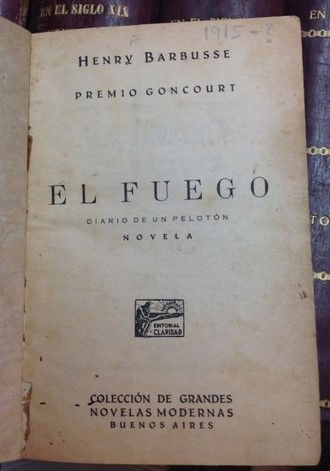 EN EL SIGLO XIX
1915-?
HENRY BARBUSSE
PREMIO GONCOURT
EL FUEGO
DIARIO DE UN PELOTÓN
NOVELA
EDITORIAL
CLARIDAD
COLECCIÓN DE GRANDES
NOVELAS MODERNAS
BUENOS AIRES